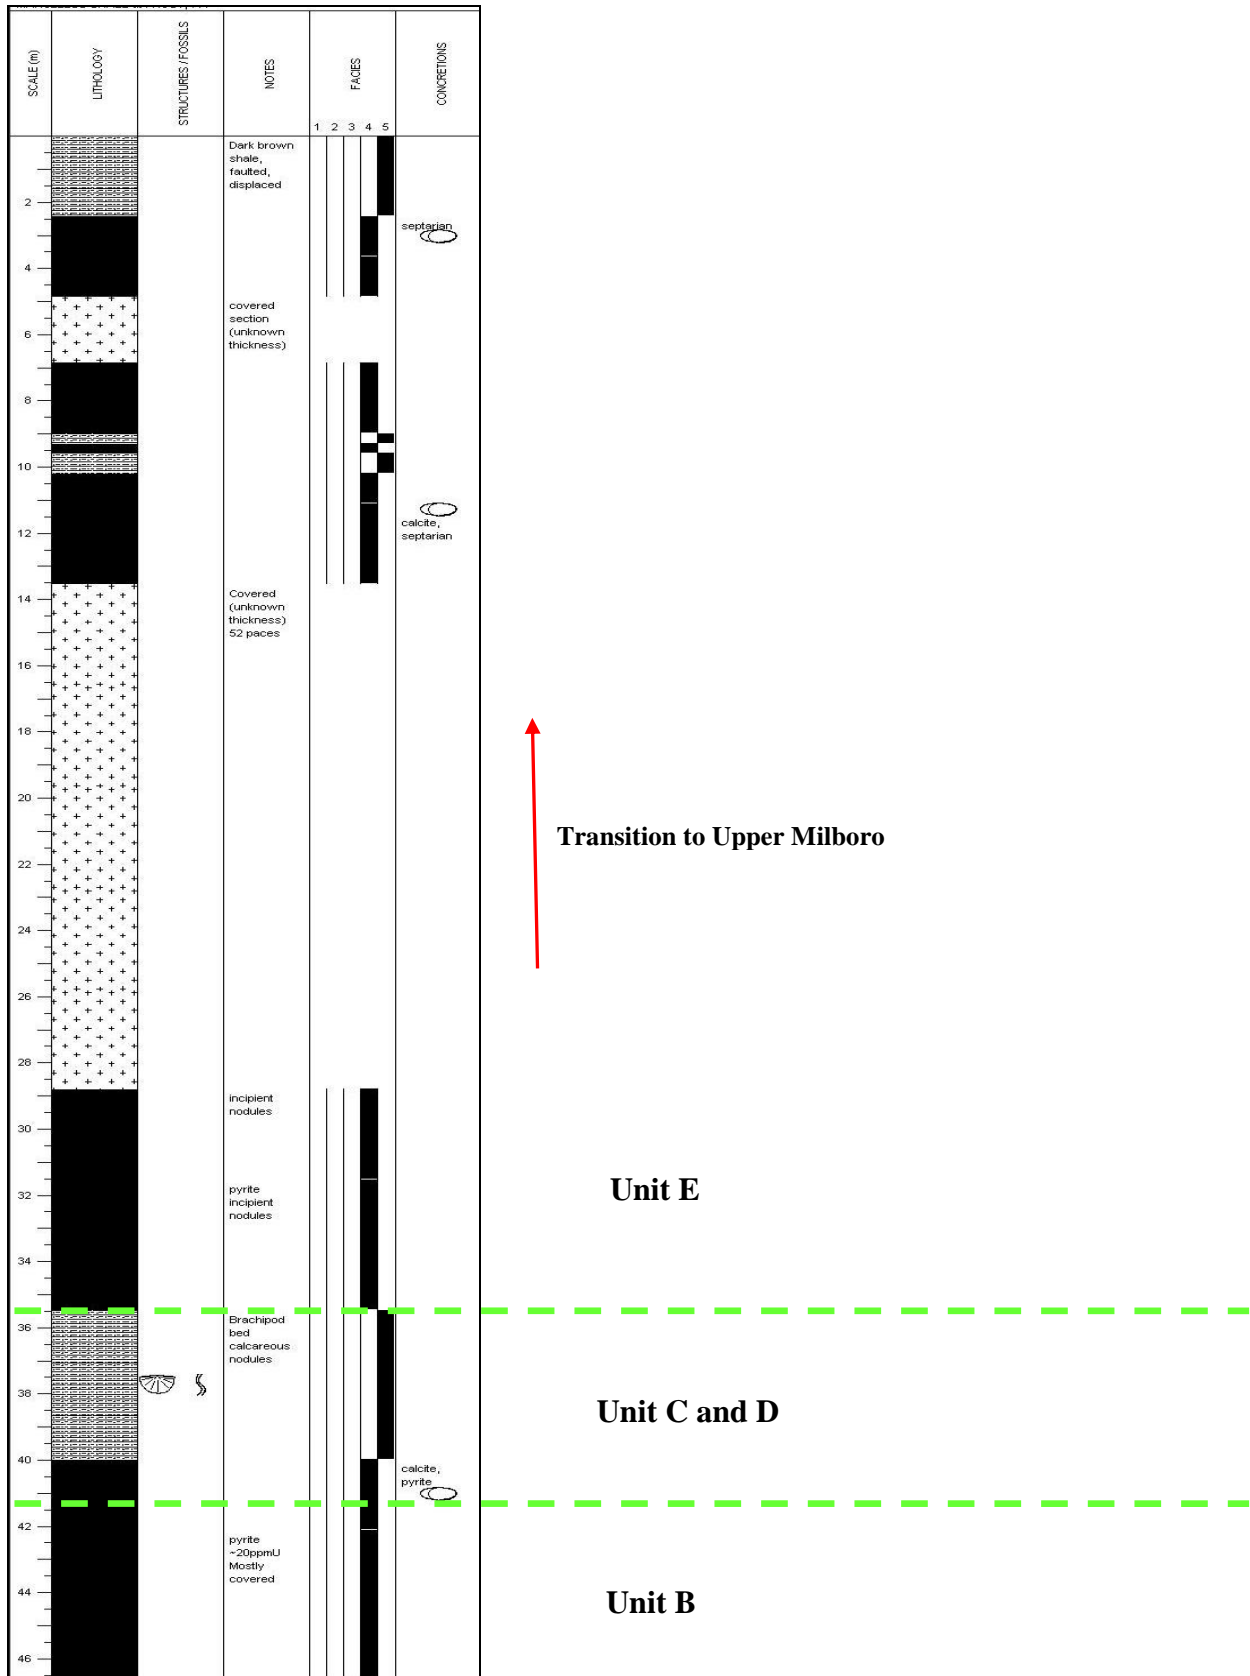 SCALE (m)
LITHOLOGY
STRUCTURES / FOSSILS
NOTES
FACIES
CONCRETIONS
1 2 3 4 5
Dark brown
shale,
faulted,
displaced
2
septarian
4
covered
section
(unknown
thickness)
6
8
10
calcite,
septarian
12
14
Covered
(unknown
thickness)
52 paces
16
18
20
Transition to Upper Milboro
22
24
26
28
incipient
nodules
30
pyrite
incipient
nodules
32
Unit E
34
Brachipod
bed
calcareous
nodules
36
38
Unit C and D
40
calcite,
pyrite
42
pyrite
~20ppmU
Mostly
covered
44
Unit B
46